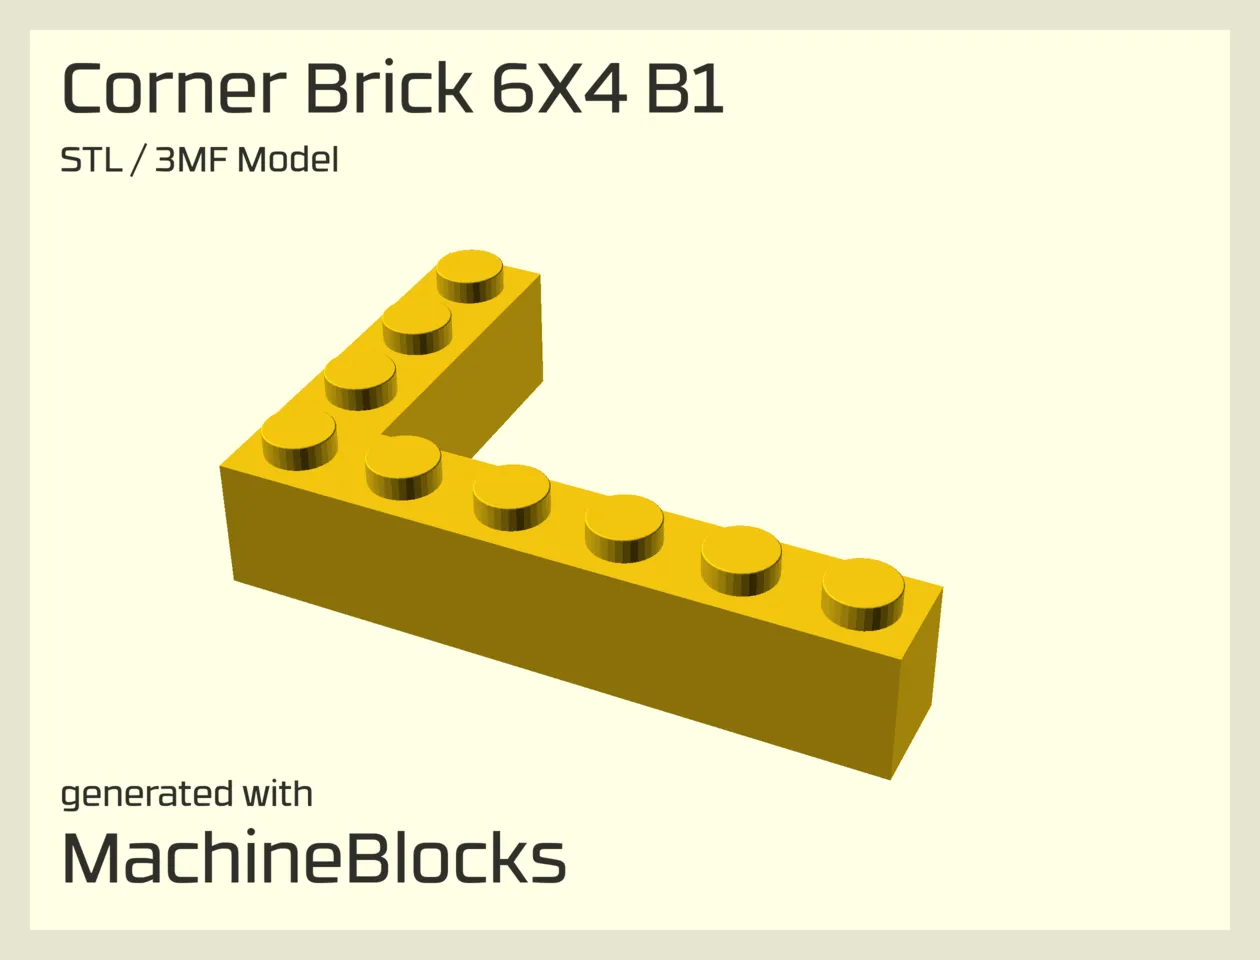 Corner Brick 6X4 B1
STL / 3MF Model
generated with
MachineBlocks